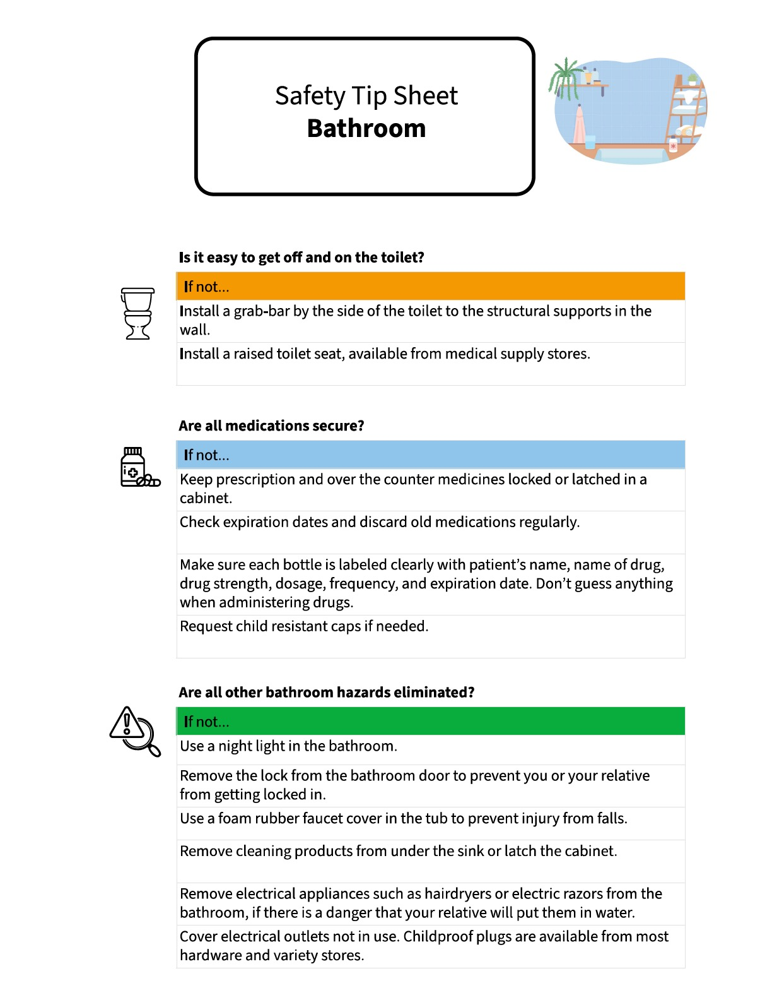 Safety Tip Sheet
Bathroom
Is it easy to get off and on the toilet?
If not...
Install a grab-bar by the side of the toilet to the structural supports in the
wall.
Install a raised toilet seat, available from medical supply stores.
Are all medications secure?
If not...
Keep prescription and over the counter medicines locked or latched in a
cabinet.
Check expiration dates and discard old medications regularly.
Make sure each bottle is labeled clearly with patient’s name, name of drug,
drug strength, dosage, frequency, and expiration date. Don’t guess anything
when administering drugs.
Request child resistant caps if needed.
Are all other bathroom hazards eliminated?
If not...
Use a night light in the bathroom.
Remove the lock from the bathroom door to prevent you or your relative
from getting locked in.
Use a foam rubber faucet cover in the tub to prevent injury from falls.
Remove cleaning products from under the sink or latch the cabinet.
Remove electrical appliances such as hairdryers or electric razors from the
bathroom, if there is a danger that your relative will put them in water.
Cover electrical outlets not in use. Childproof plugs are available from most
hardware and variety stores.